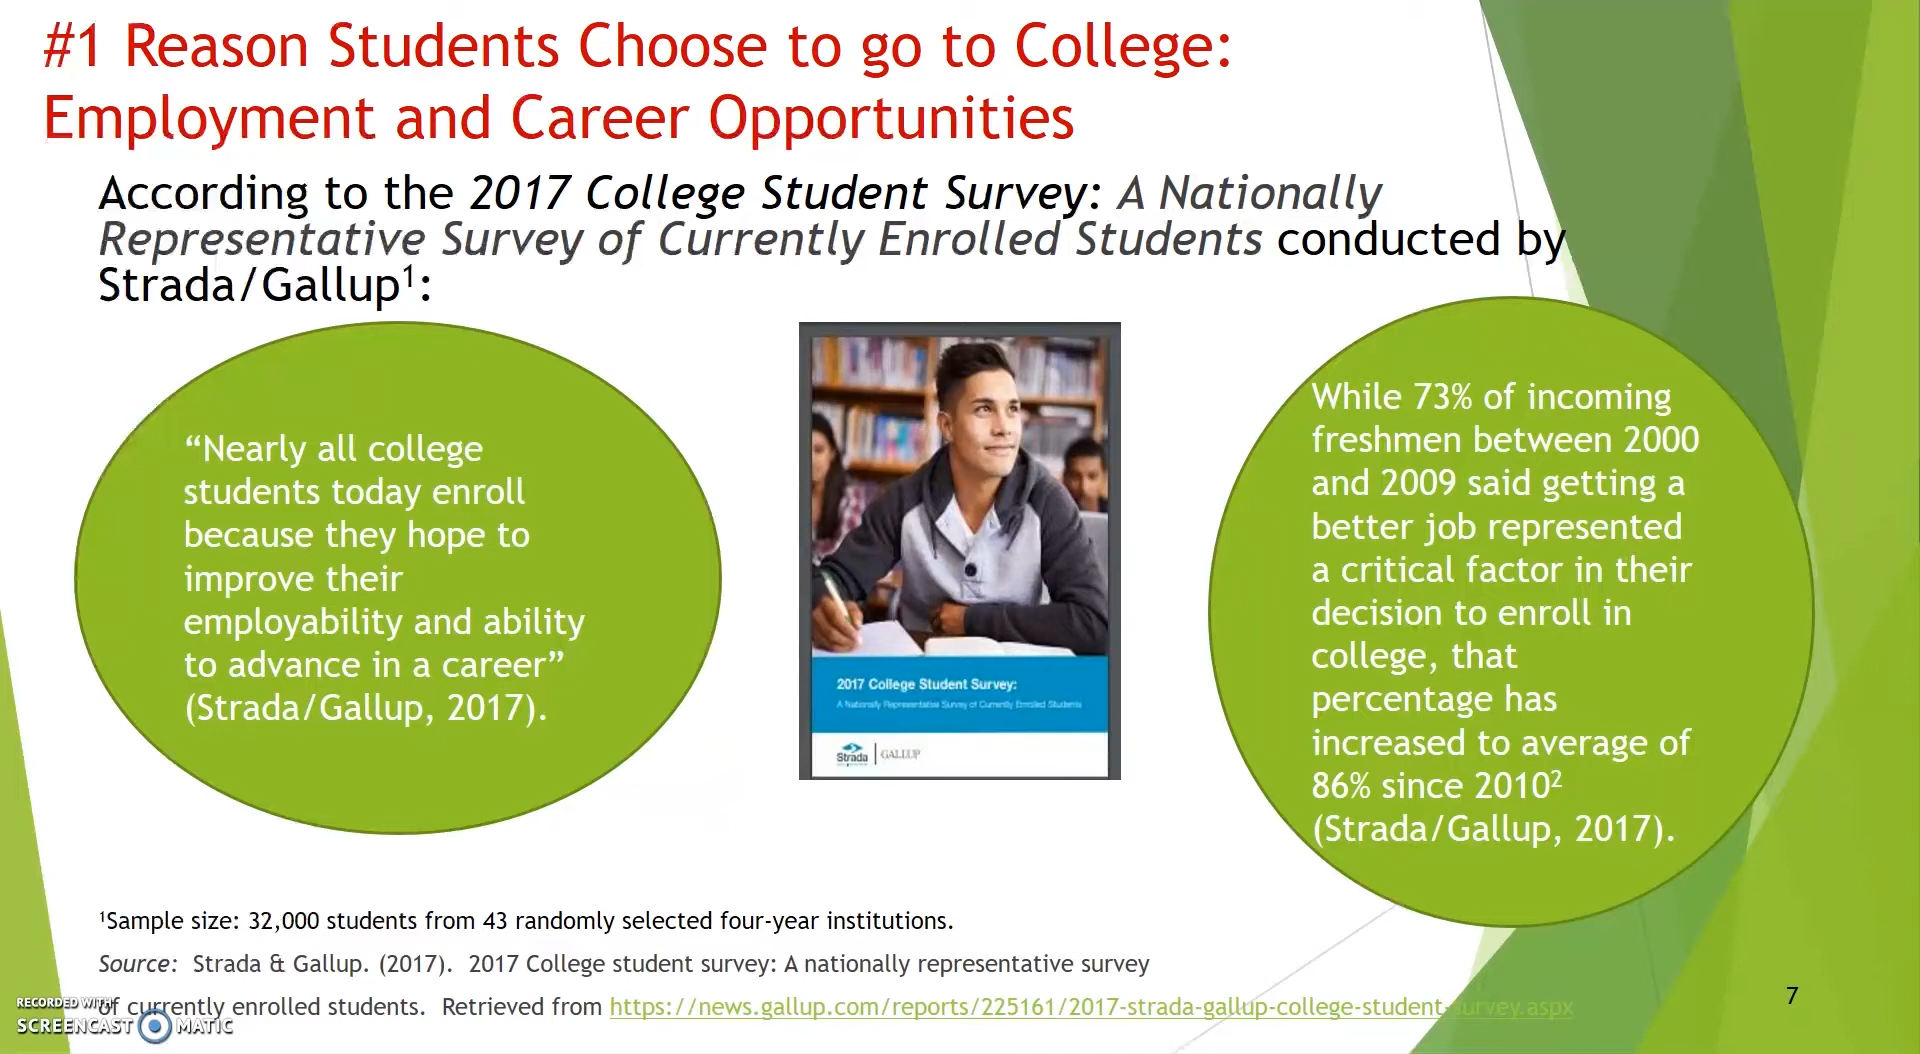 #1 Reason Students Choose to go to College:
Employment and Career Opportunities
According to the 2017 College Student Survey: A Nationally
Representative Survey of Currently Enrolled Students conducted by
Strada/Gallup¹:
“Nearly all college
students today enroll
because they hope to
improve their
employability and ability
to advance in a career”
(Strada/Gallup, 2017).
2017 College Student Survey:
A Nationally Representative Survey of Currently Enrolled Students
Strada
GALLUP
While 73% of incoming
freshmen between 2000
and 2009 said getting a
better job represented
a critical factor in their
decision to enroll in
college, that
percentage has
increased to average of
86% since 2010²
(Strada/Gallup, 2017).
¹Sample size: 32,000 students from 43 randomly selected four-year institutions.
Source: Strada & Gallup. (2017). 2017 College student survey: A nationally representative survey
of currently enrolled students. Retrieved from https://news.gallup.com/reports/225161/2017-strada-gallup-college-student-survey.aspx
7
RECORDED WITH
SCREENCAST MATIC